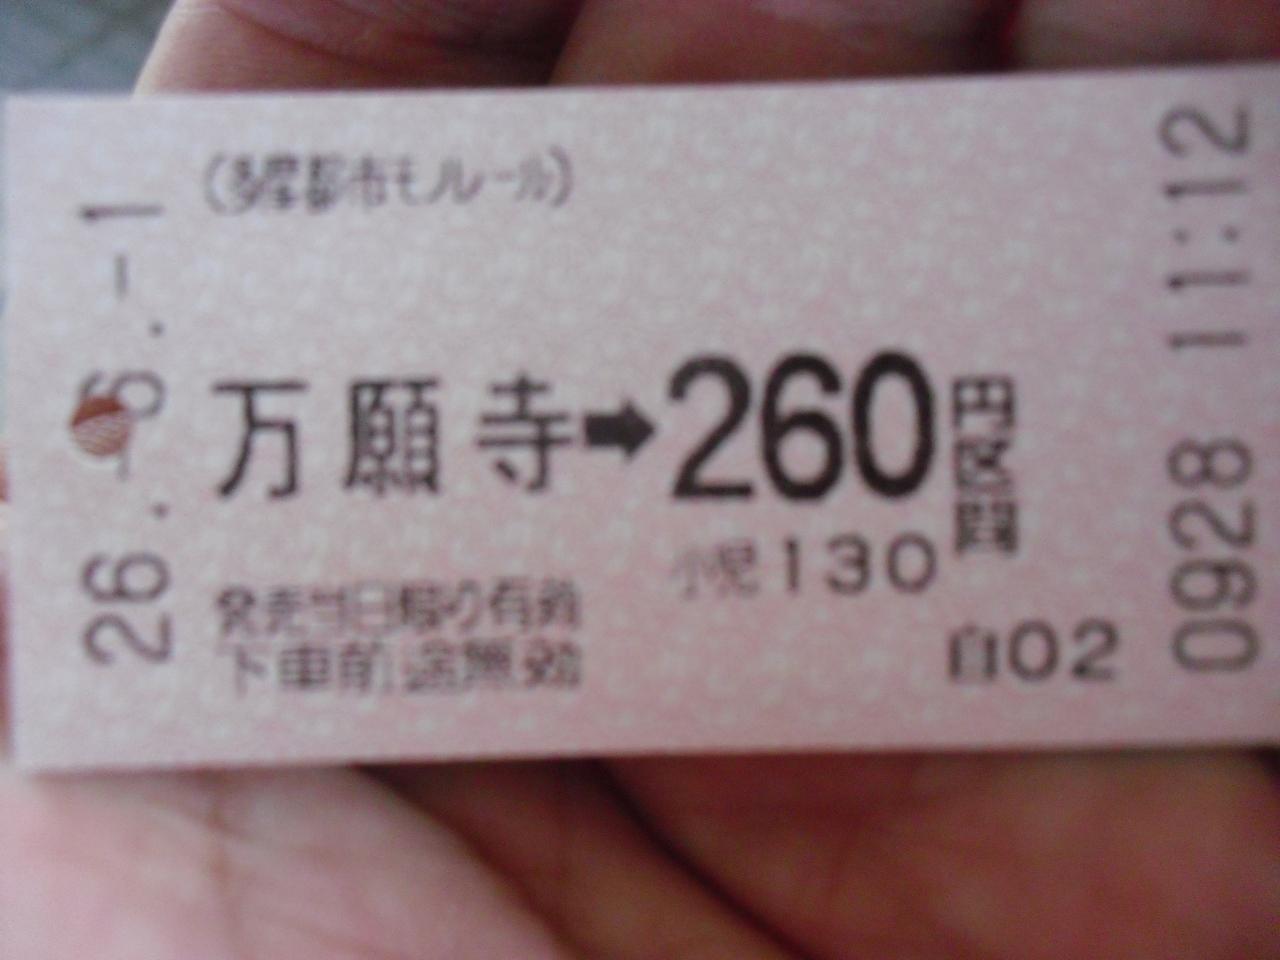 (多摩都市モノレール)
万願寺➡260円区間
小児130
発売当日限り有効
下車前途無効
自02
26.-6.-1
0928 11:12